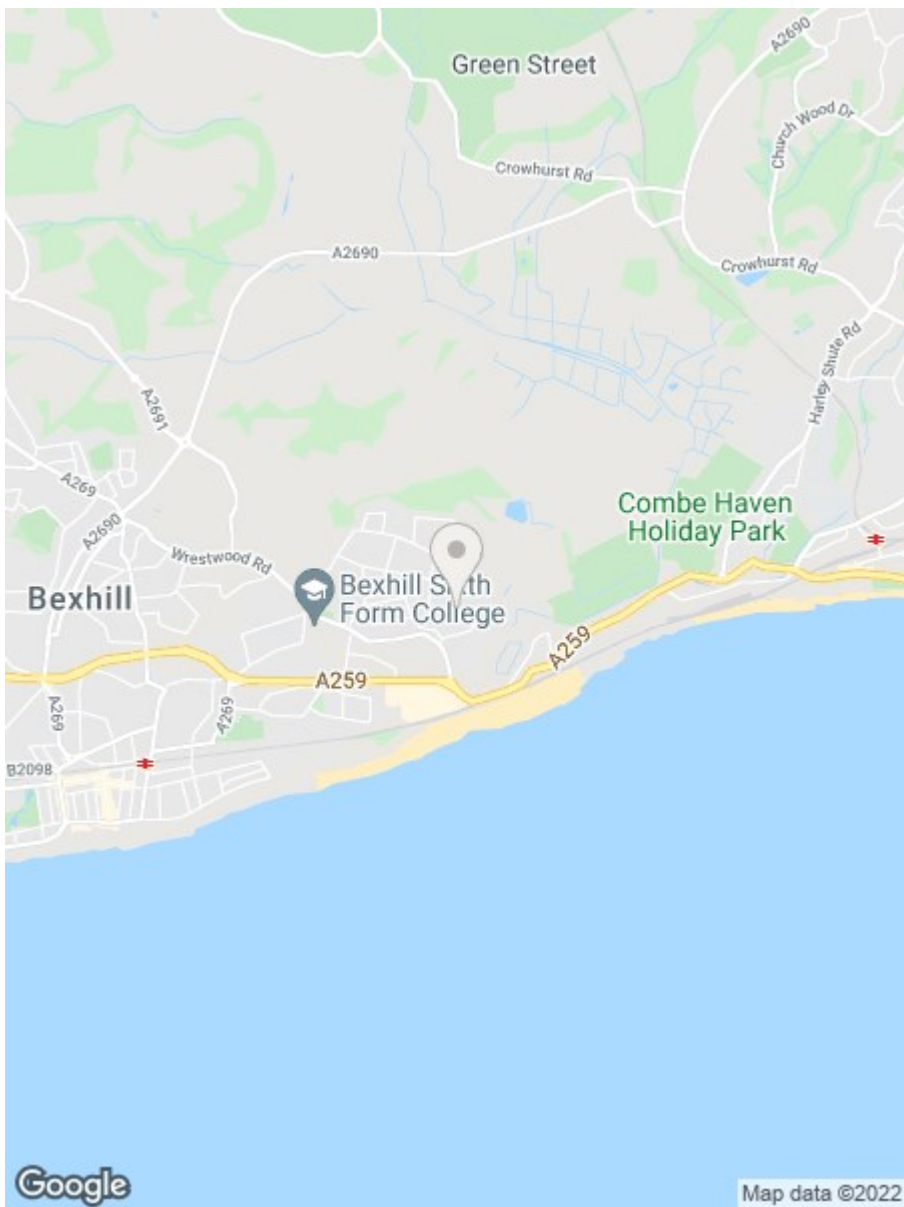 A2690
Green Street
Church Wood Dr
Crowhurst Rd
A2690
Crowhurst Rd
Harley Shute Rd
A2691
A269
A2690
Combe Haven
Holiday Park
Wrestwood Rd
Bexhill
Bexhill Sixth
Form College
A259
A259
A269
A269
B2098
Google
Map data ©2022